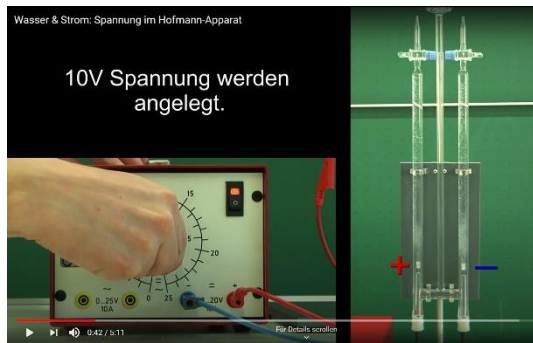 Wasser & Strom: Spannung im Hofmann-Apparat
10V Spannung werden
angelegt.
15
5
20
0 25
~
=
~
- +
0...25V
10A
..20V
+
-
0:42 / 5:11
Für Details scrollen